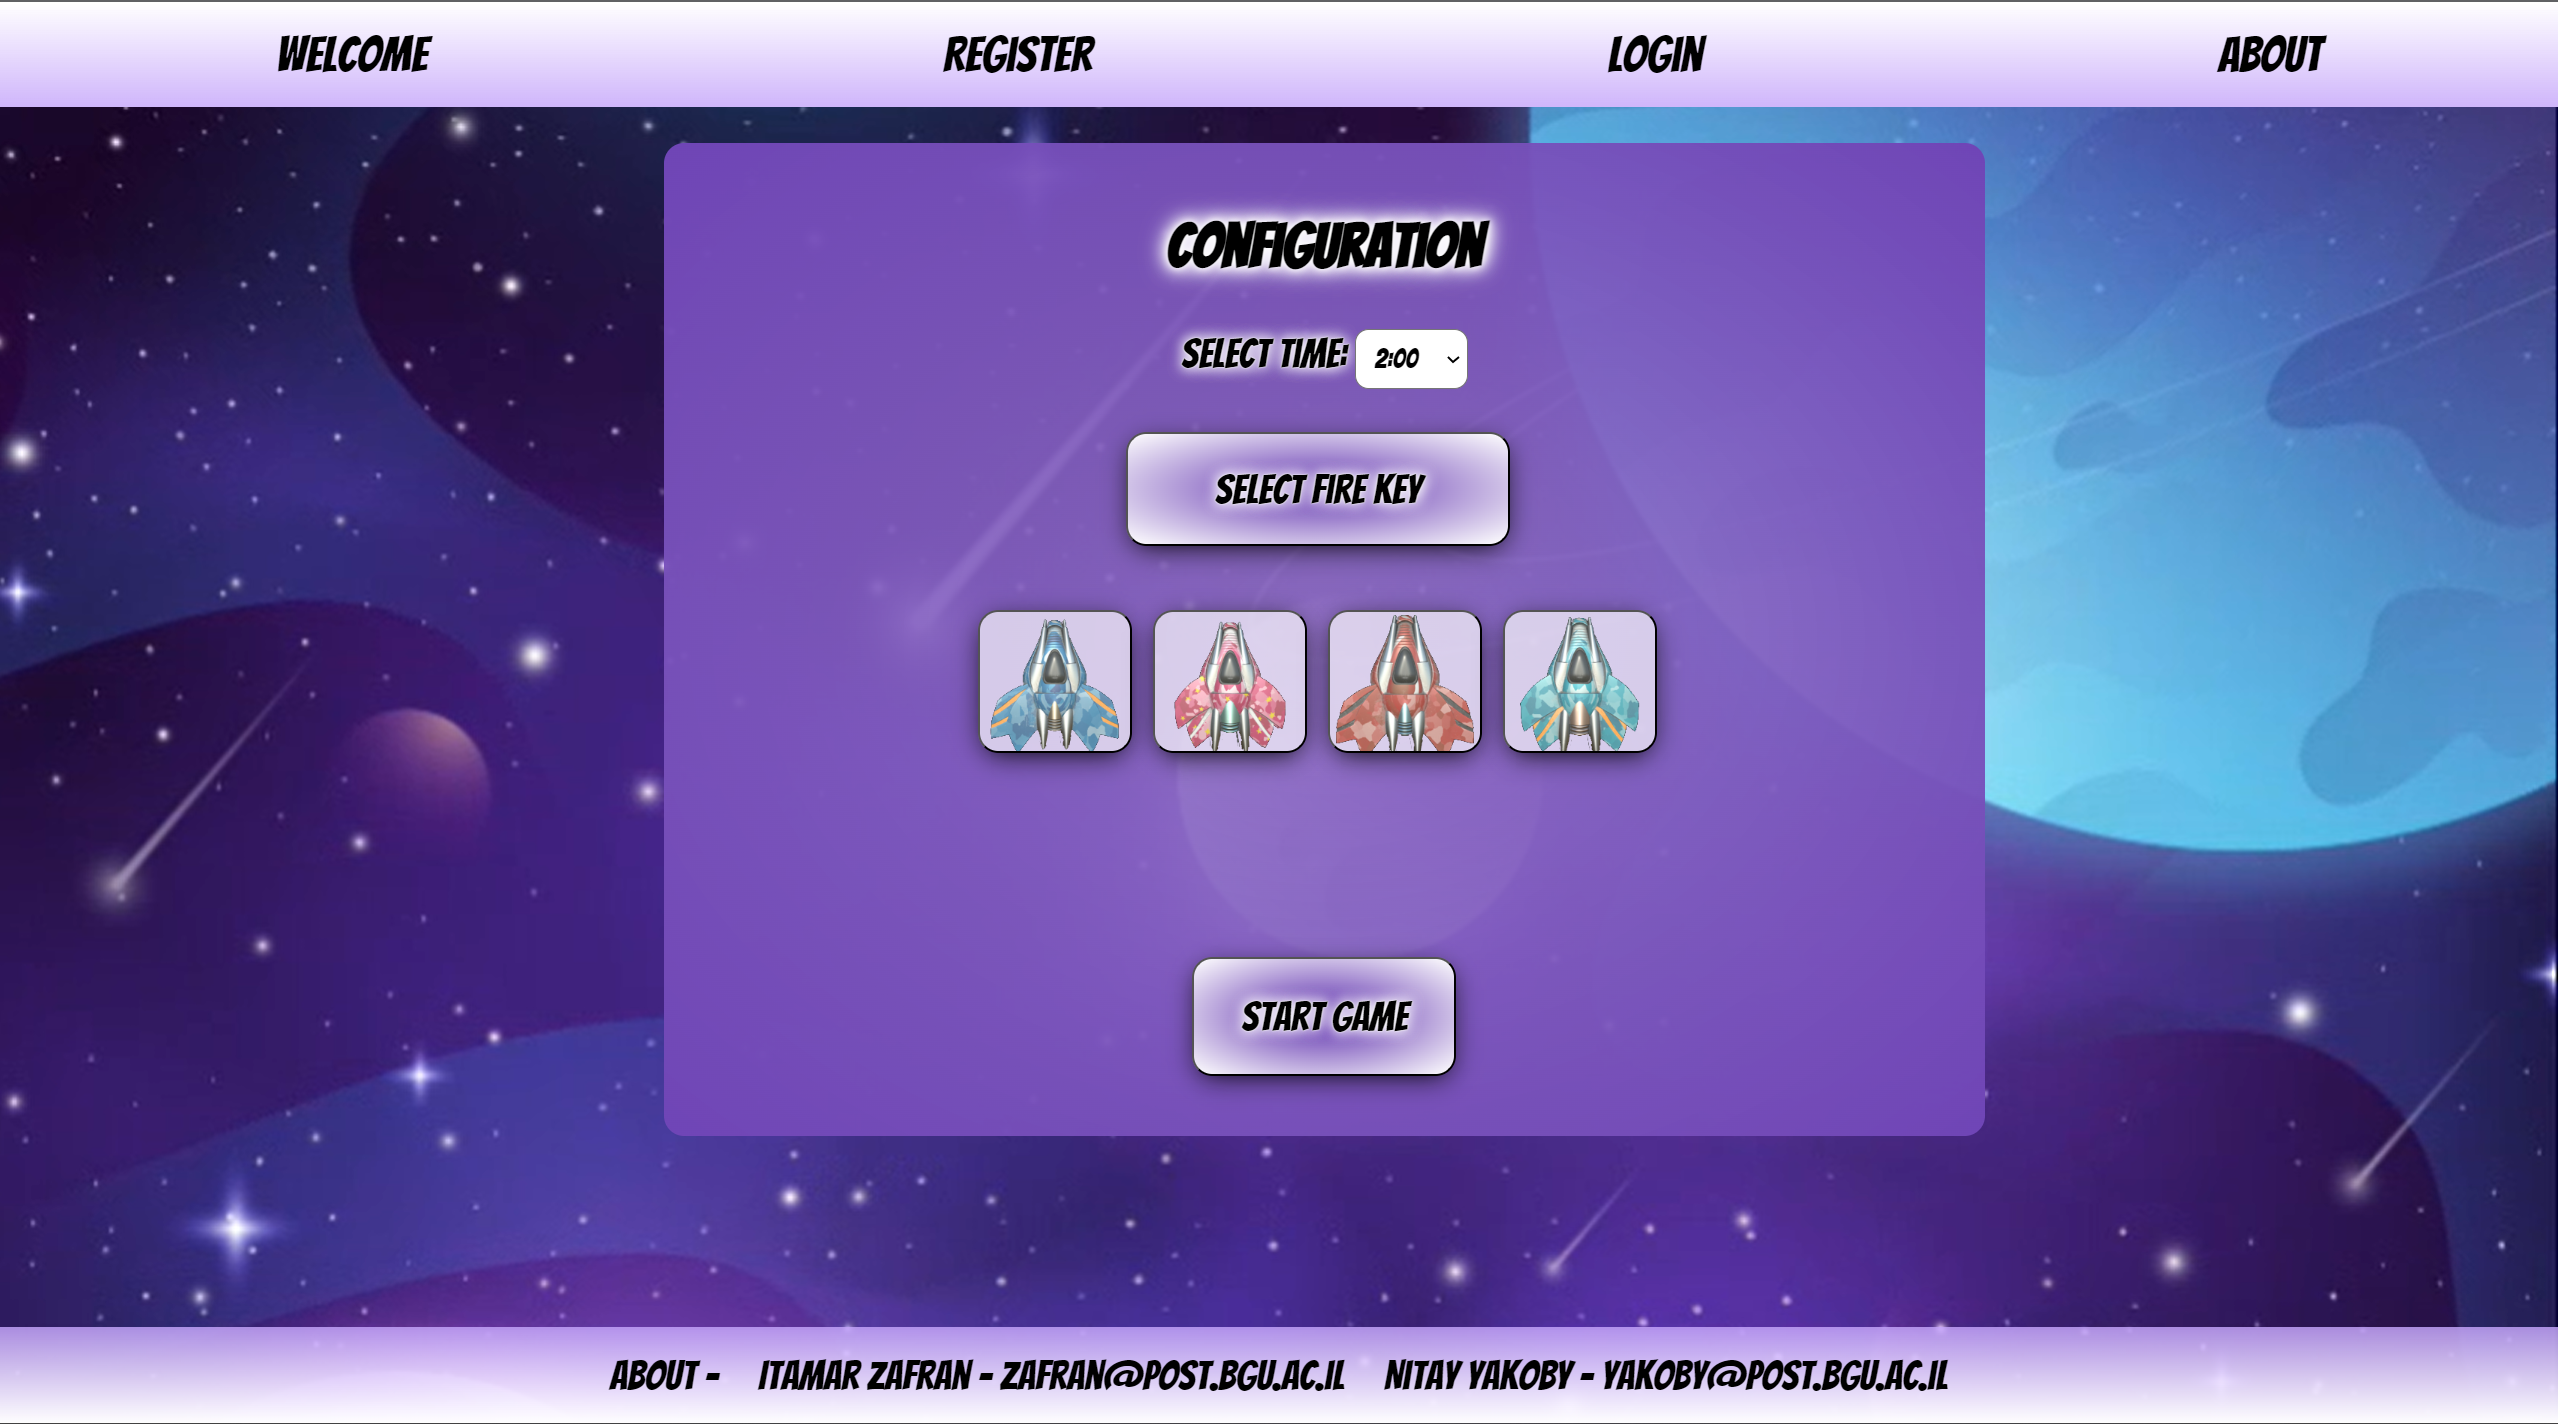 WELCOME REGISTER LOGIN ABOUT
CONFIGURATION
SELECT TIME: 2:00
SELECT FIRE KEY
START GAME
ABOUT - ITAMAR ZAFRAN - ZAFRAN@POST.BGU.AC.IL NITAY YAKOBY - YAKOBY@POST.BGU.AC.IL